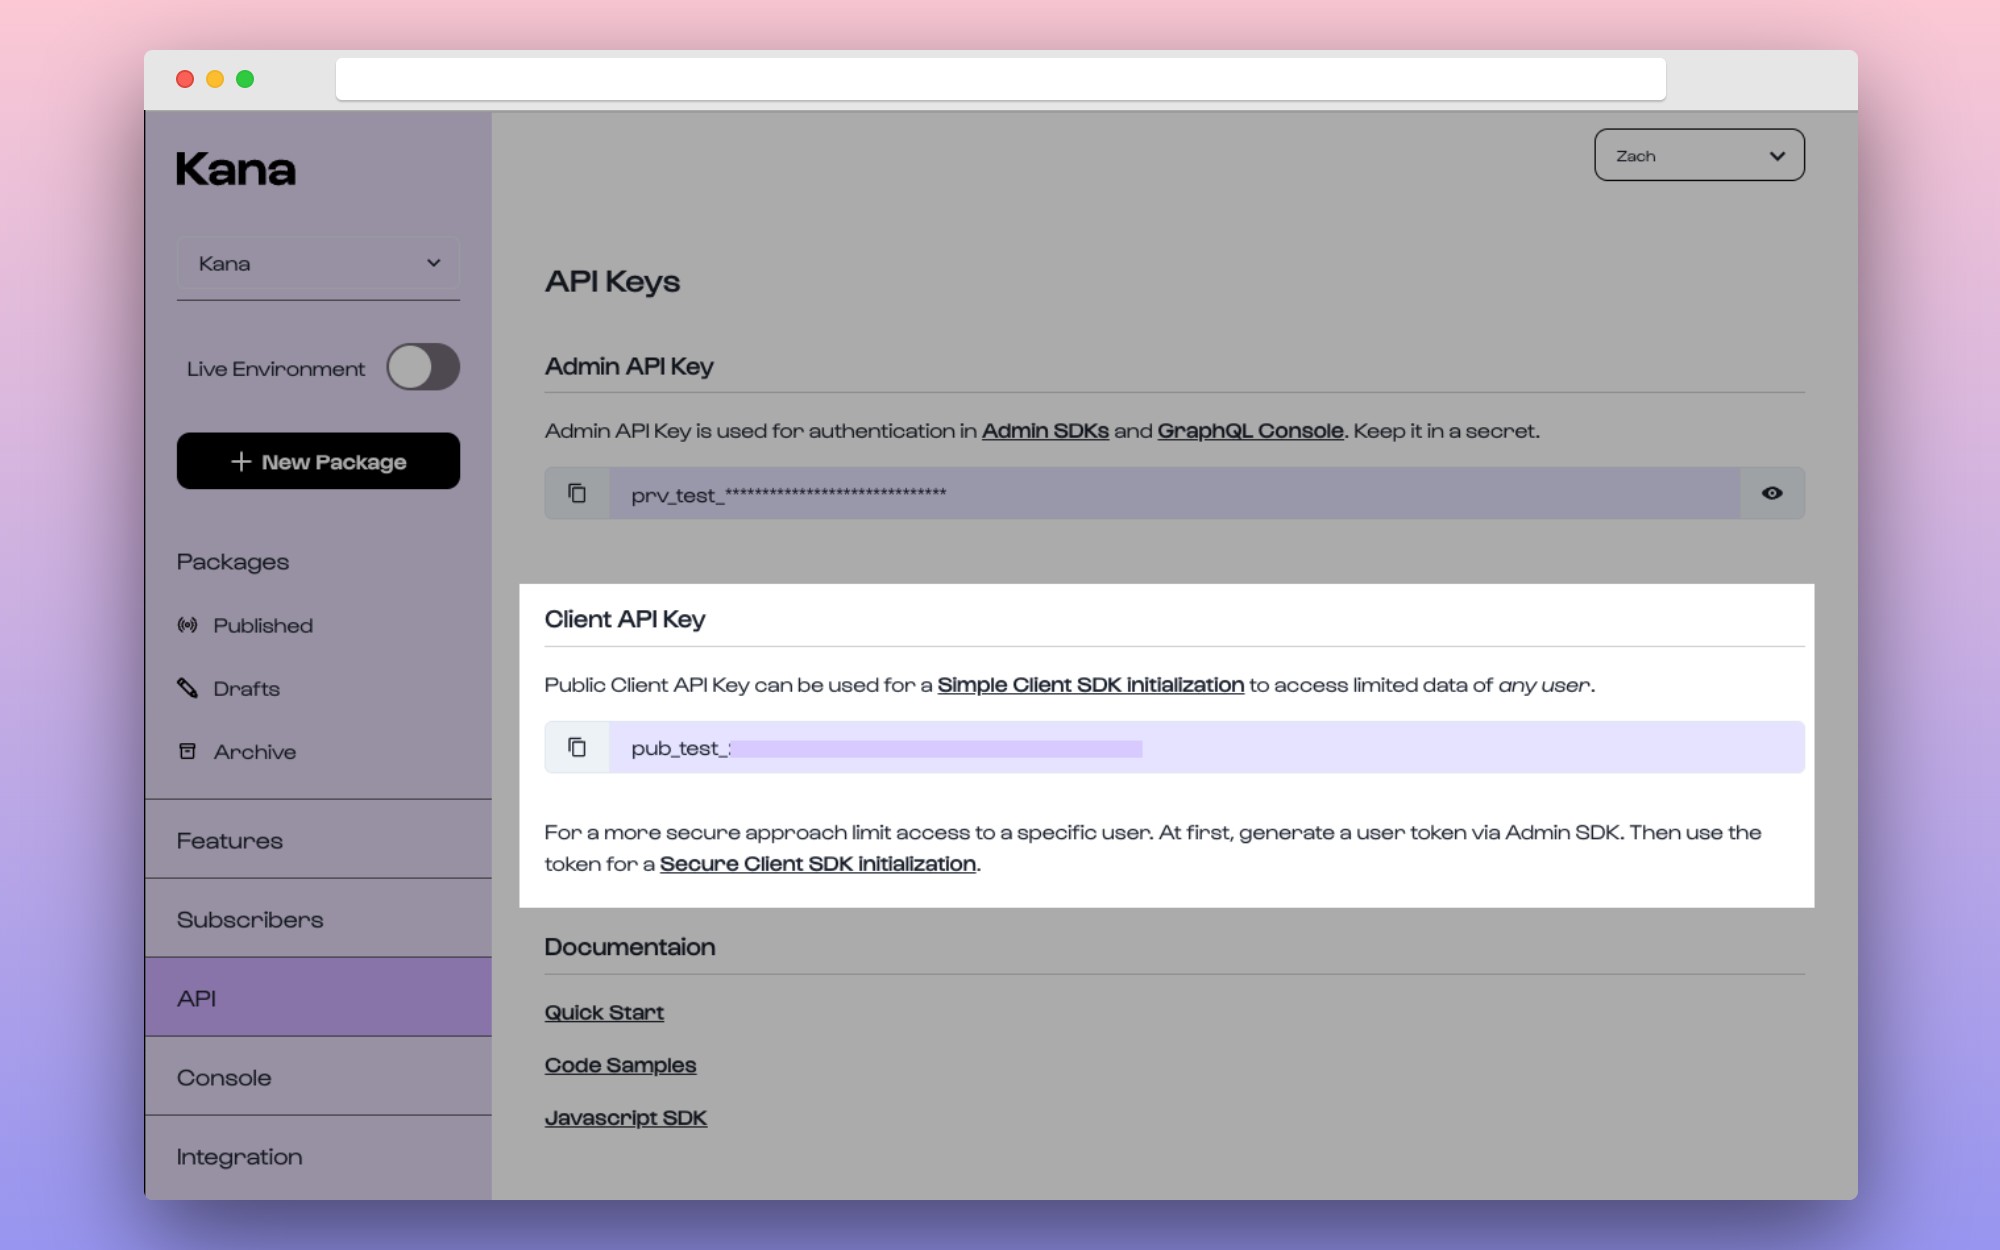 Kana
Kana
Live Environment
+ New Package
Packages
Published
Drafts
Archive
Features
Subscribers
API
Console
Integration
Zach
API Keys
Admin API Key
Admin API Key is used for authentication in Admin SDKs and GraphQL Console. Keep it in a secret.
prv_test_******************************
Client API Key
Public Client API Key can be used for a Simple Client SDK initialization to access limited data of any user.
pub_test_
For a more secure approach limit access to a specific user. At first, generate a user token via Admin SDK. Then use the
token for a Secure Client SDK initialization.
Documentaion
Quick Start
Code Samples
Javascript SDK